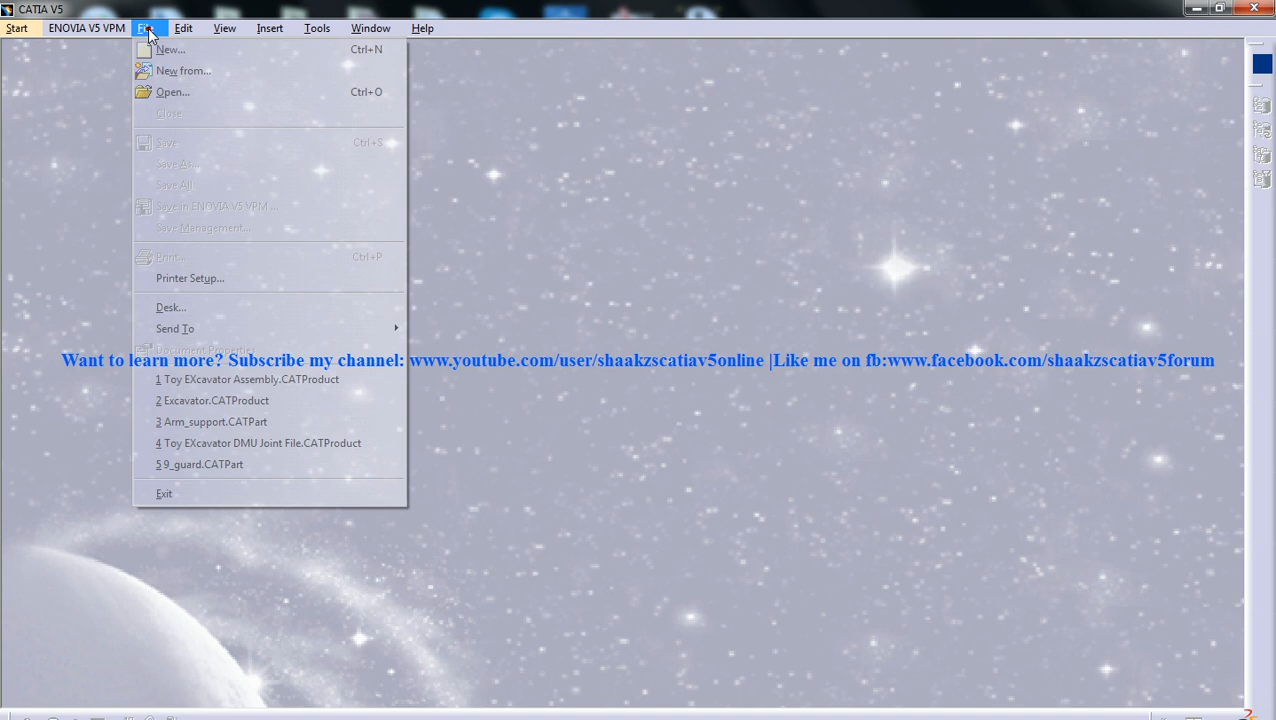 CATIA V5
Start ENOVIA V5 VPM File Edit View Insert Tools Window Help
New... Ctrl+N
New from...
Open... Ctrl+O
Close
Save Ctrl+S
Save As...
Save All
Save in ENOVIA V5 VPM ...
Save Management...
Print... Ctrl+P
Printer Setup...
Desk...
Send To
Document Properties
Want to learn more? Subscribe my channel: www.youtube.com/user/shaakzscatiav5online |Like me on fb:www.facebook.com/shaakzscatiav5forum
1 Toy EXcavator Assembly.CATProduct
2 Excavator.CATProduct
3 Arm_support.CATPart
4 Toy EXcavator DMU Joint File.CATProduct
5 9_guard.CATPart
Exit